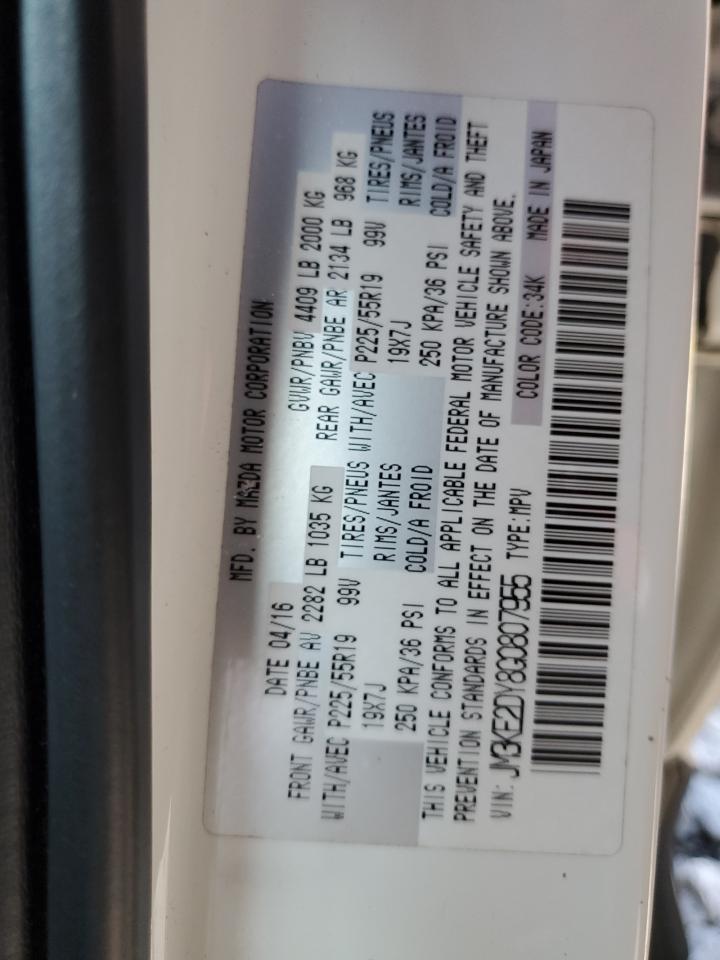 MFD. BY MAZDA MOTOR CORPORATION
DATE 04/16 GVWR/PNBV 4409 LB 2000 KG
FRONT GAWR/PNBE AV 2282 LB 1035 KG REAR GAWR/PNBE AR 2134 LB 968 KG
WITH/AVEC P225/55R19 99V TIRES/PNEUS WITH/AVEC P225/55R19 99V TIRES/PNEUS
19X7J RIMS/JANTES 19X7J RIMS/JANTES
250 KPA/36 PSI COLD/A FROID 250 KPA/36 PSI COLD/A FROID
THIS VEHICLE CONFORMS TO ALL APPLICABLE FEDERAL MOTOR VEHICLE SAFETY AND THEFT
PREVENTION STANDARDS IN EFFECT ON THE DATE OF MANUFACTURE SHOWN ABOVE.
VIN: JM3KE2DY8G0807955 TYPE:MPV COLOR CODE:34K MADE IN JAPAN